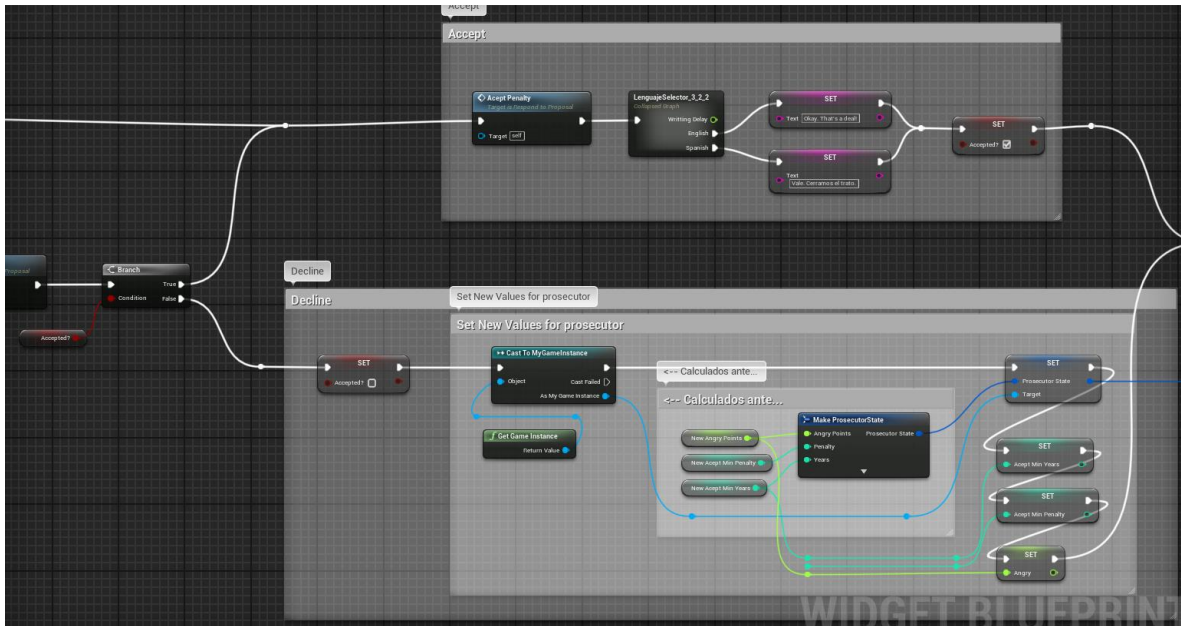 Accept
Accept
Acept Penalty
Target is Respond to Proposal
Target self
LenguajeSelector_3_2_2
Collapsed Graph
Writting Delay
English
Spanish
SET
Text Okay. That's a deal!
SET
Text
Vale. Cerramos el trato.
SET
Accepted?
Proposal
Branch
True
Condition False
Accepted?
Decline
Decline
SET
Accepted?
Set New Values for prosecutor
Set New Values for prosecutor
Cast To MyGameInstance
Object Cast Failed
As My Game Instance
Get Game Instance
Return Value
<-- Calculados ante...
<-- Calculados ante...
New Angry Points
New Acept Min Penalty
New Acept Min Years
Make ProsecutorState
Angry Points Prosecutor State
Penalty
Years
SET
Prosecutor State
Target
SET
Acept Min Years
SET
Acept Min Penalty
SET
Angry
WIDGET BLUEPRINT